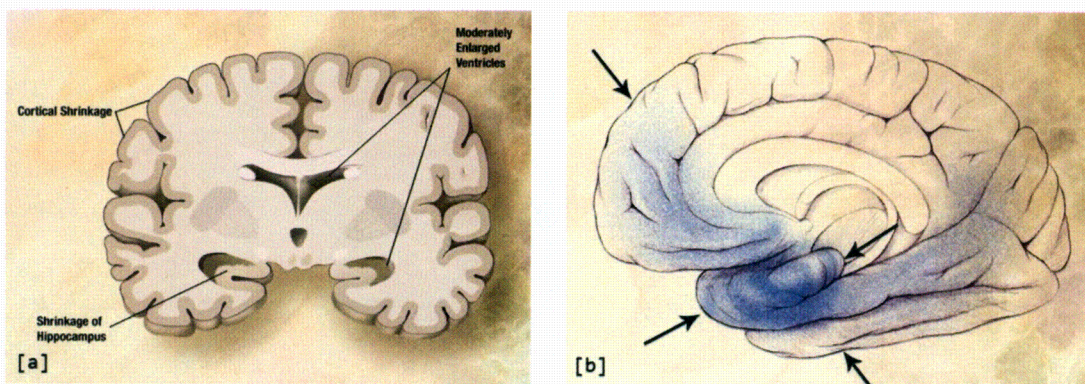 Moderately
Enlarged
Ventricles
Cortical Shrinkage
Shrinkage of
Hippocampus
[a]
[b]